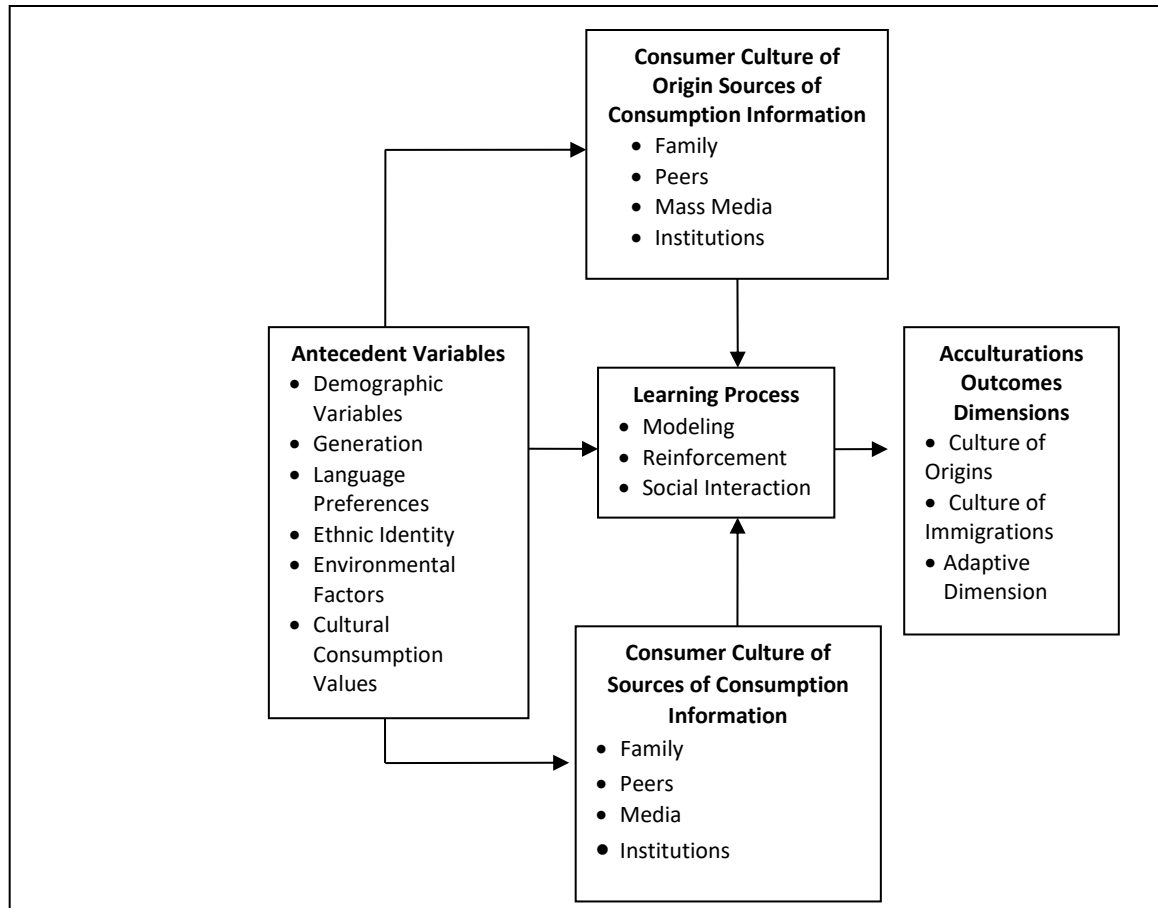 Consumer Culture of
Origin Sources of
Consumption Information
• Family
• Peers
• Mass Media
• Institutions
Antecedent Variables
• Demographic
Variables
• Generation
• Language
Preferences
• Ethnic Identity
• Environmental
Factors
• Cultural
Consumption
Values
Learning Process
• Modeling
• Reinforcement
• Social Interaction
Acculturations
Outcomes
Dimensions
• Culture of
Origins
• Culture of
Immigrations
• Adaptive
Dimension
Consumer Culture of
Sources of Consumption
Information
• Family
• Peers
• Media
• Institutions